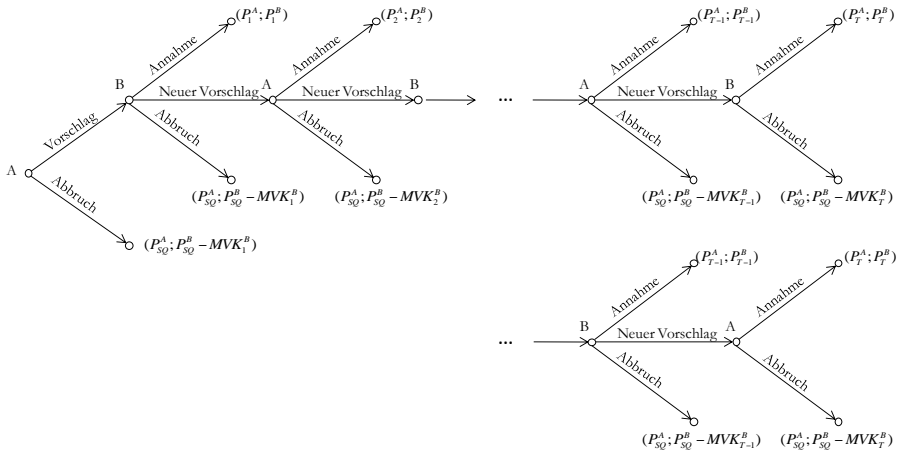 (P_1^A; P_1^B) (P_2^A; P_2^B) (P_{T-1}^A; P_{T-1}^B) (P_T^A; P_T^B)
Annahme Annahme Annahme Annahme
B Neuer Vorschlag A Neuer Vorschlag B ... A Neuer Vorschlag B
Vorschlag Abbruch Abbruch Abbruch Abbruch
A
Abbruch
(P_{SQ}^A; P_{SQ}^B – MVK_1^B) (P_{SQ}^A; P_{SQ}^B – MVK_2^B) (P_{SQ}^A; P_{SQ}^B – MVK_{T-1}^B) (P_{SQ}^A; P_{SQ}^B – MVK_T^B)
(P_{SQ}^A; P_{SQ}^B – MVK_1^B)
(P_{T-1}^A; P_{T-1}^B) (P_T^A; P_T^B)
Annahme Annahme
... B Neuer Vorschlag A
Abbruch Abbruch
(P_{SQ}^A; P_{SQ}^B – MVK_{T-1}^B) (P_{SQ}^A; P_{SQ}^B – MVK_T^B)